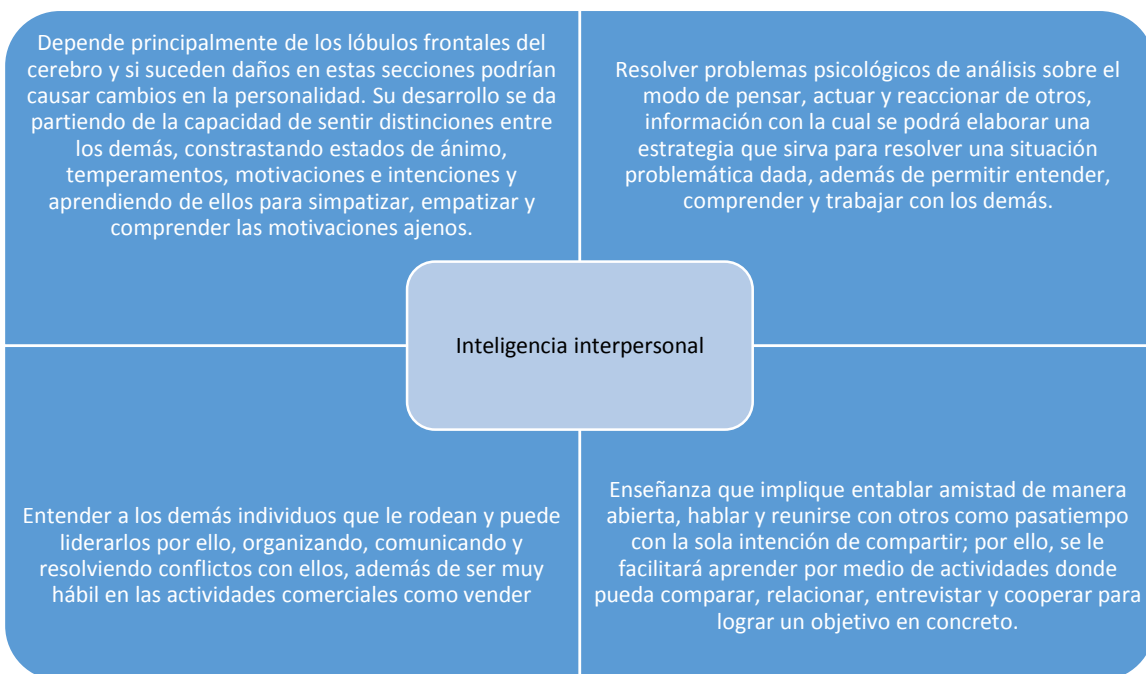 Depende principalmente de los lóbulos frontales del
cerebro y si suceden daños en estas secciones podrían
causar cambios en la personalidad. Su desarrollo se da
partiendo de la capacidad de sentir distinciones entre
los demás, constrastando estados de ánimo,
temperamentos, motivaciones e intenciones y
aprendiendo de ellos para simpatizar, empatizar y
comprender las motivaciones ajenos.
Resolver problemas psicológicos de análisis sobre el
modo de pensar, actuar y reaccionar de otros,
información con la cual se podrá elaborar una
estrategia que sirva para resolver una situación
problemática dada, además de permitir entender,
comprender y trabajar con los demás.
Inteligencia interpersonal
Entender a los demás individuos que le rodean y puede
liderarlos por ello, organizando, comunicando y
resolviendo conflictos con ellos, además de ser muy
hábil en las actividades comerciales como vender
Enseñanza que implique entablar amistad de manera
abierta, hablar y reunirse con otros como pasatiempo
con la sola intención de compartir; por ello, se le
facilitará aprender por medio de actividades donde
pueda comparar, relacionar, entrevistar y cooperar para
lograr un objetivo en concreto.